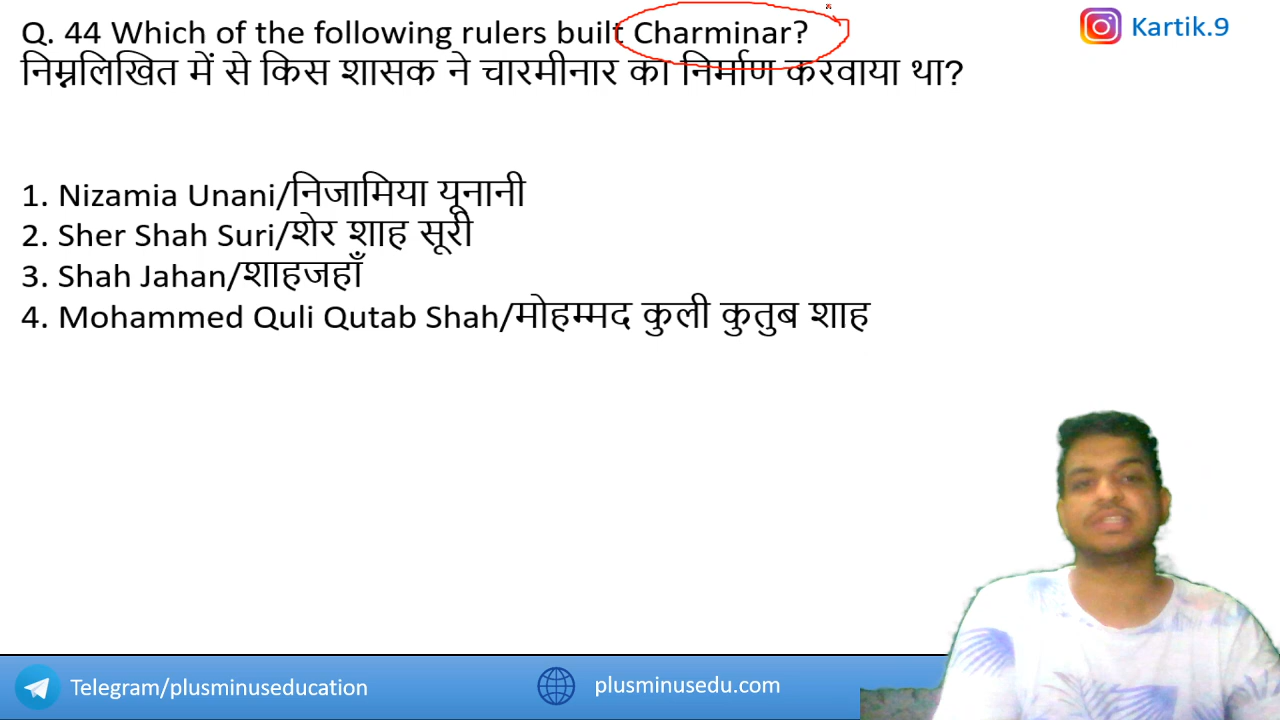 Q. 44 Which of the following rulers built Charminar?
Kartik.9
निम्नलिखित में से किस शासक ने चारमीनार का निर्माण करवाया था?
1. Nizamia Unani/निजामिया यूनानी
2. Sher Shah Suri/शेर शाह सूरी
3. Shah Jahan/शाहजहाँ
4. Mohammed Quli Qutab Shah/मोहम्मद कुली कुतुब शाह
Telegram/plusminuseducation
plusminusedu.com